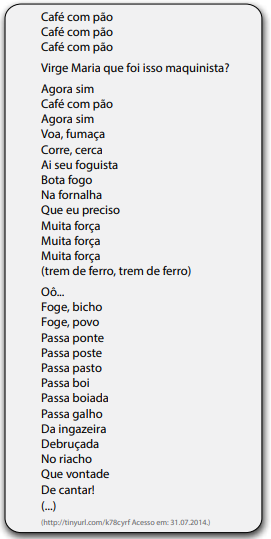 Café com pão
Café com pão
Café com pão
Virge Maria que foi isso maquinista?
Agora sim
Café com pão
Agora sim
Voa, fumaça
Corre, cerca
Ai seu foguista
Bota fogo
Na fornalha
Que eu preciso
Muita força
Muita força
Muita força
(trem de ferro, trem de ferro)
Oô...
Foge, bicho
Foge, povo
Passa ponte
Passa poste
Passa pasto
Passa boi
Passa boiada
Passa galho
Da ingazeira
Debruçada
No riacho
Que vontade
De cantar!
(...)
(http://tinyurl.com/k78cyrf Acesso em: 31.07.2014.)